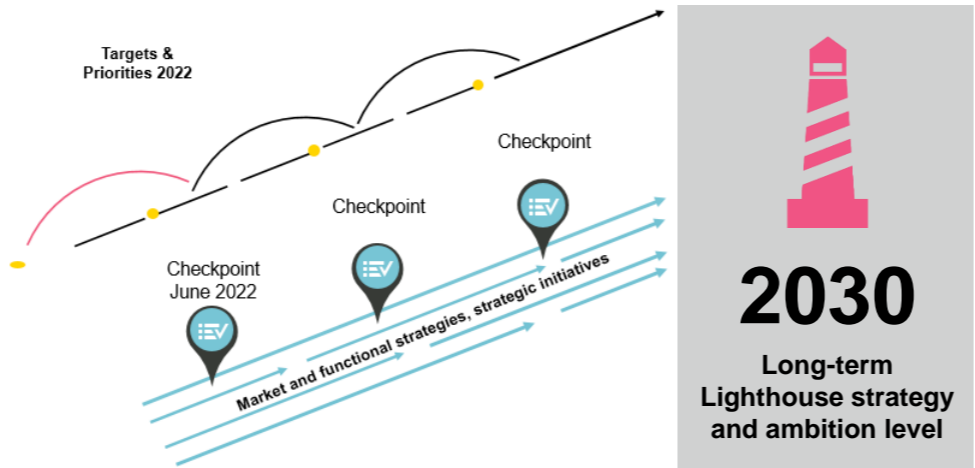 Targets &
Priorities 2022
Checkpoint
Checkpoint
Checkpoint
June 2022
Market and functional strategies, strategic initiatives
2030
Long-term
Lighthouse strategy
and ambition level